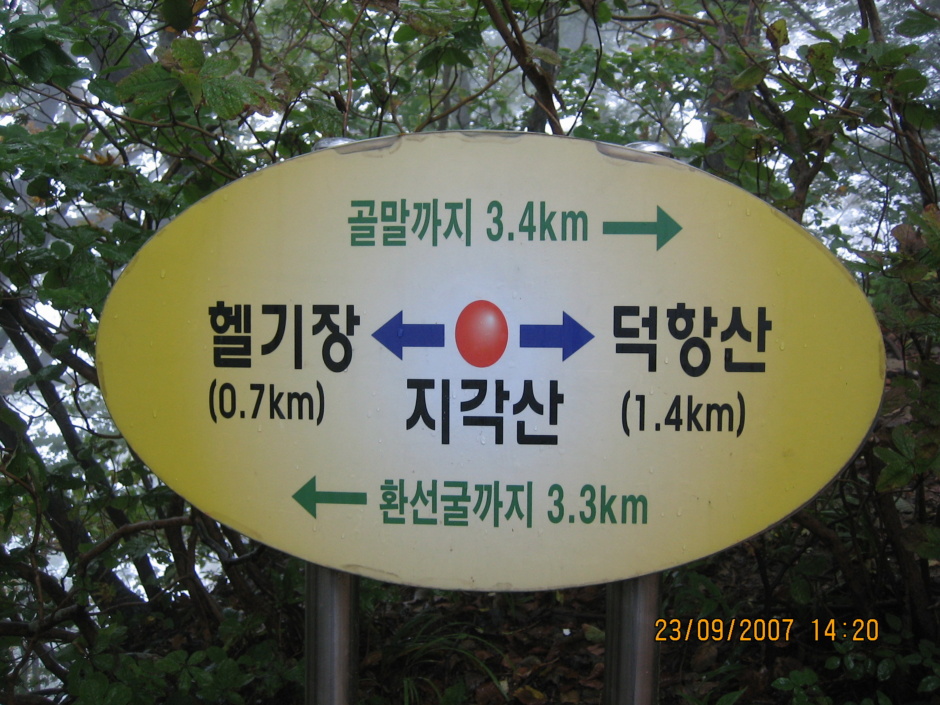 골말까지 3.4km →
헬기장 ← → 덕항산
(0.7km) 지각산 (1.4km)
← 환선굴까지 3.3km
23/09/2007 14:20